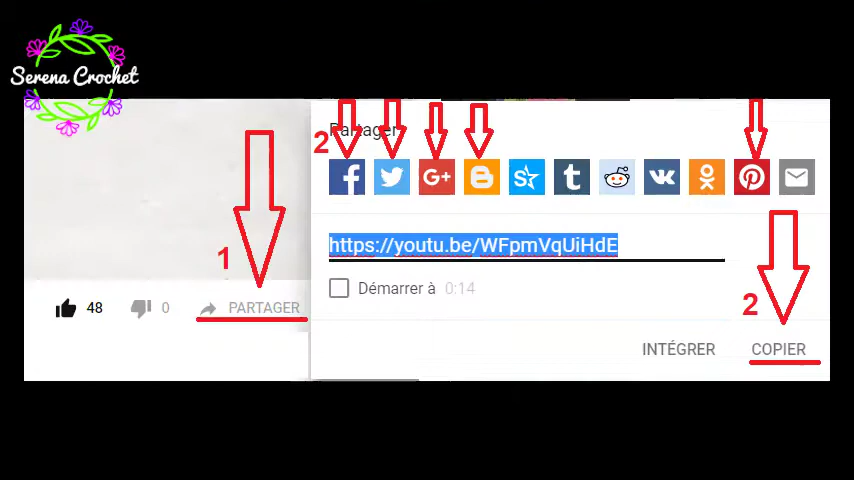 Serena Crochet
2
Partager
https://youtu.be/WFpmVqUiHdE
1
Démarrer à 0:14
48 0 PARTAGER
2
INTÉGRER COPIER